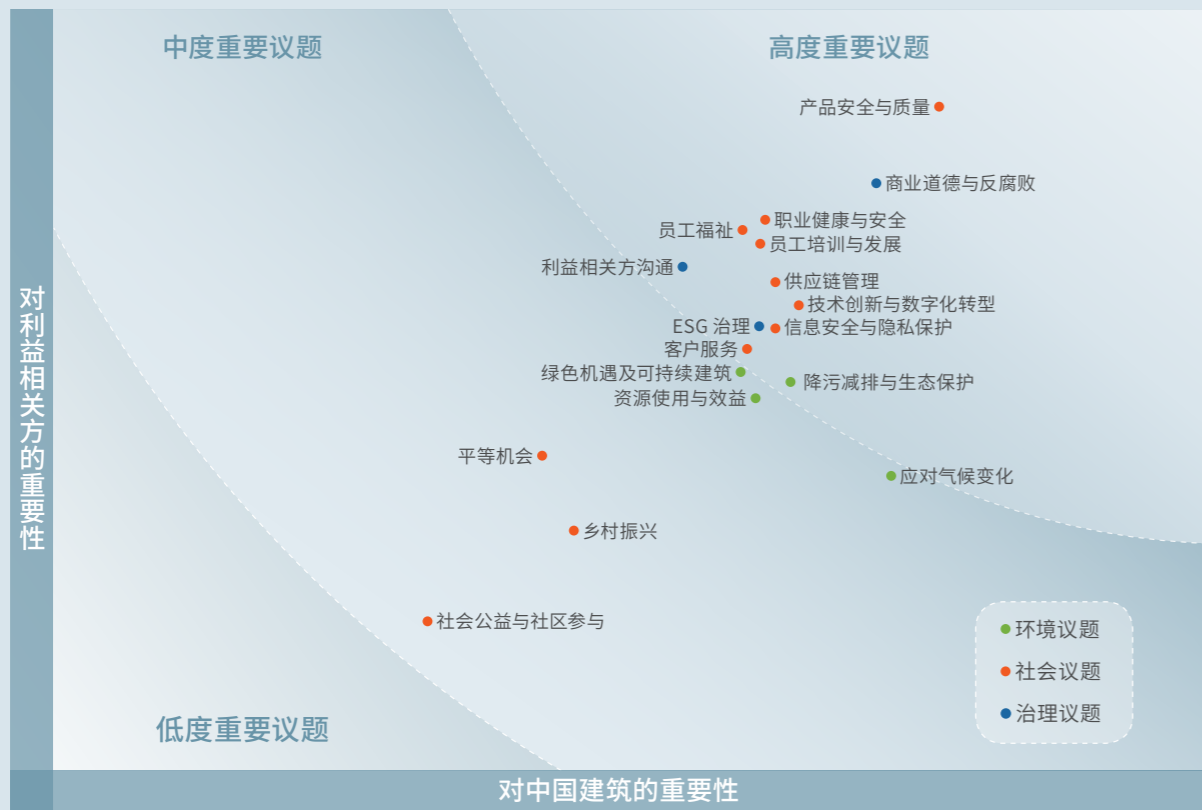 中度重要议题
高度重要议题
产品安全与质量
商业道德与反腐败
职业健康与安全
员工福祉
员工培训与发展
利益相关方沟通
供应链管理
技术创新与数字化转型
ESG 治理
信息安全与隐私保护
客户服务
绿色机遇及可持续建筑
降污减排与生态保护
资源使用与效益
平等机会
应对气候变化
乡村振兴
社会公益与社区参与
对利益相关方的重要性
环境议题
社会议题
治理议题
低度重要议题
对中国建筑的重要性